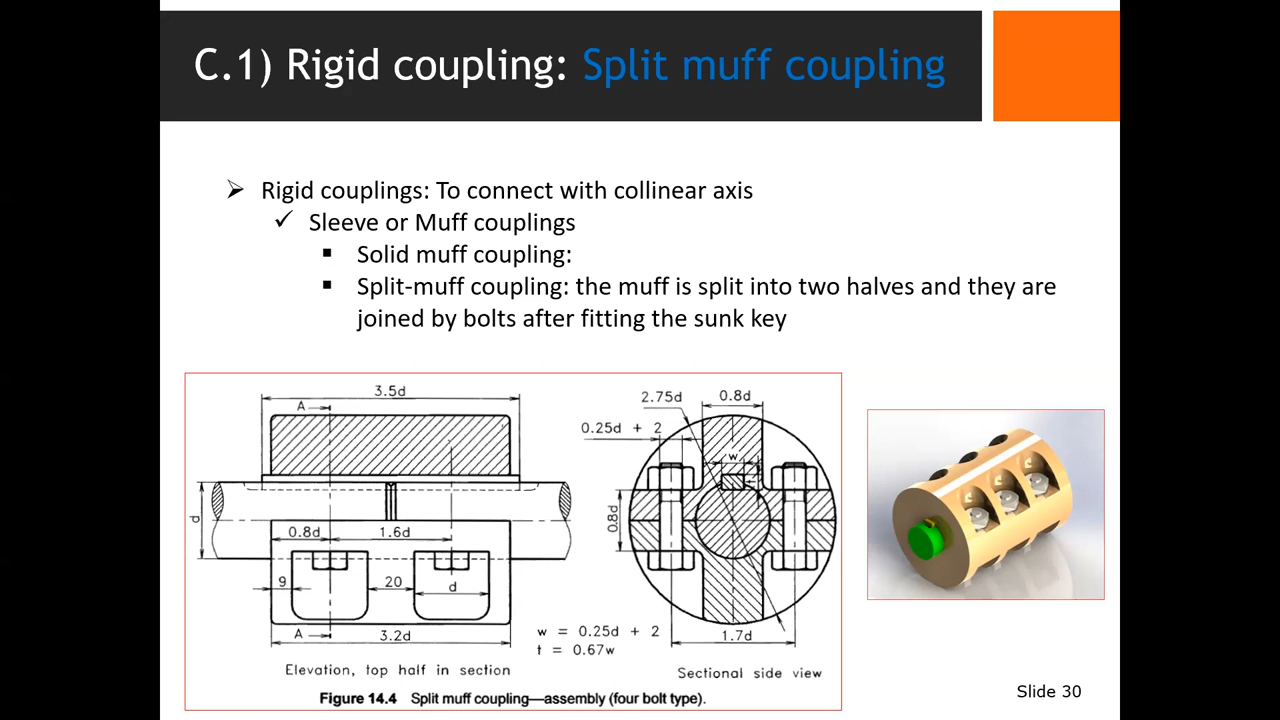 C.1) Rigid coupling: Split muff coupling
➢ Rigid couplings: To connect with collinear axis
✓ Sleeve or Muff couplings
▪ Solid muff coupling:
▪ Split-muff coupling: the muff is split into two halves and they are
joined by bolts after fitting the sunk key
3.5d
A
d
0.8d
1.6d
9
20
d
A
3.2d
Elevation, top half in section
2.75d
0.8d
0.25d + 2
w
0.8d
1.7d
w = 0.25d + 2
t = 0.67w
Sectional side view
Figure 14.4 Split muff coupling—assembly (four bolt type).
Slide 30